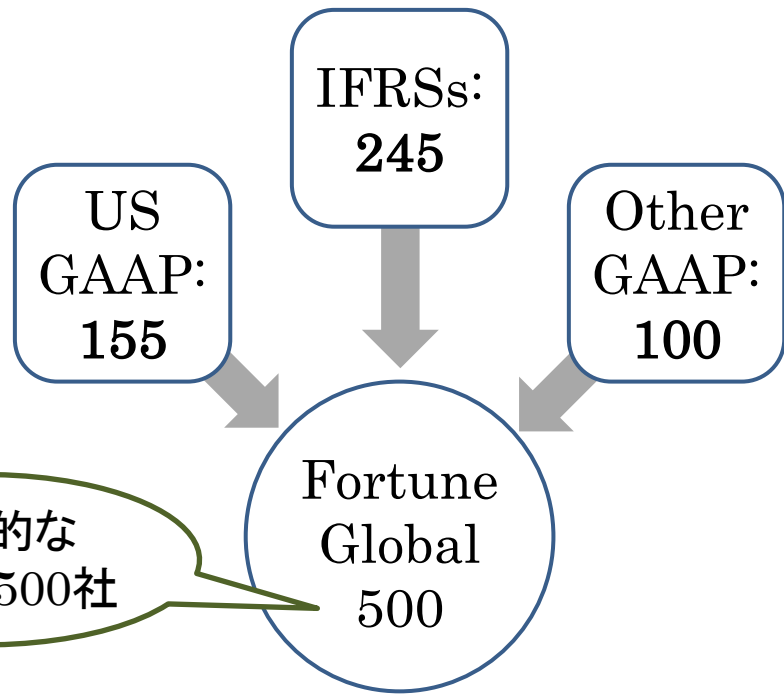 IFRSs:
245
US
GAAP:
155
Other
GAAP:
100
Fortune
Global
500
的な
500社